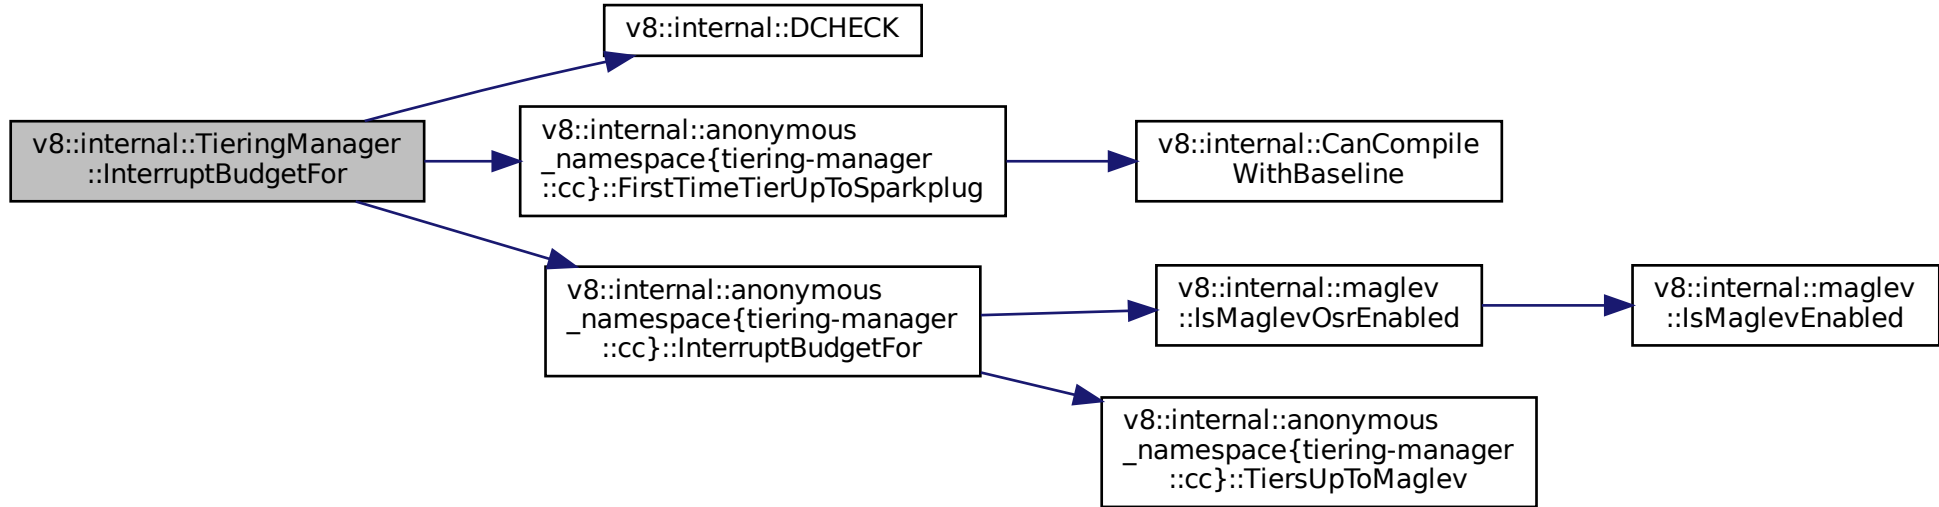 v8::internal::DCHECK
v8::internal::TieringManager
::InterruptBudgetFor
v8::internal::anonymous
_namespace{tiering-manager
::cc}::FirstTimeTierUpToSparkplug
v8::internal::CanCompile
WithBaseline
v8::internal::anonymous
_namespace{tiering-manager
::cc}::InterruptBudgetFor
v8::internal::maglev
::IsMaglevOsrEnabled
v8::internal::maglev
::IsMaglevEnabled
v8::internal::anonymous
_namespace{tiering-manager
::cc}::TiersUpToMaglev